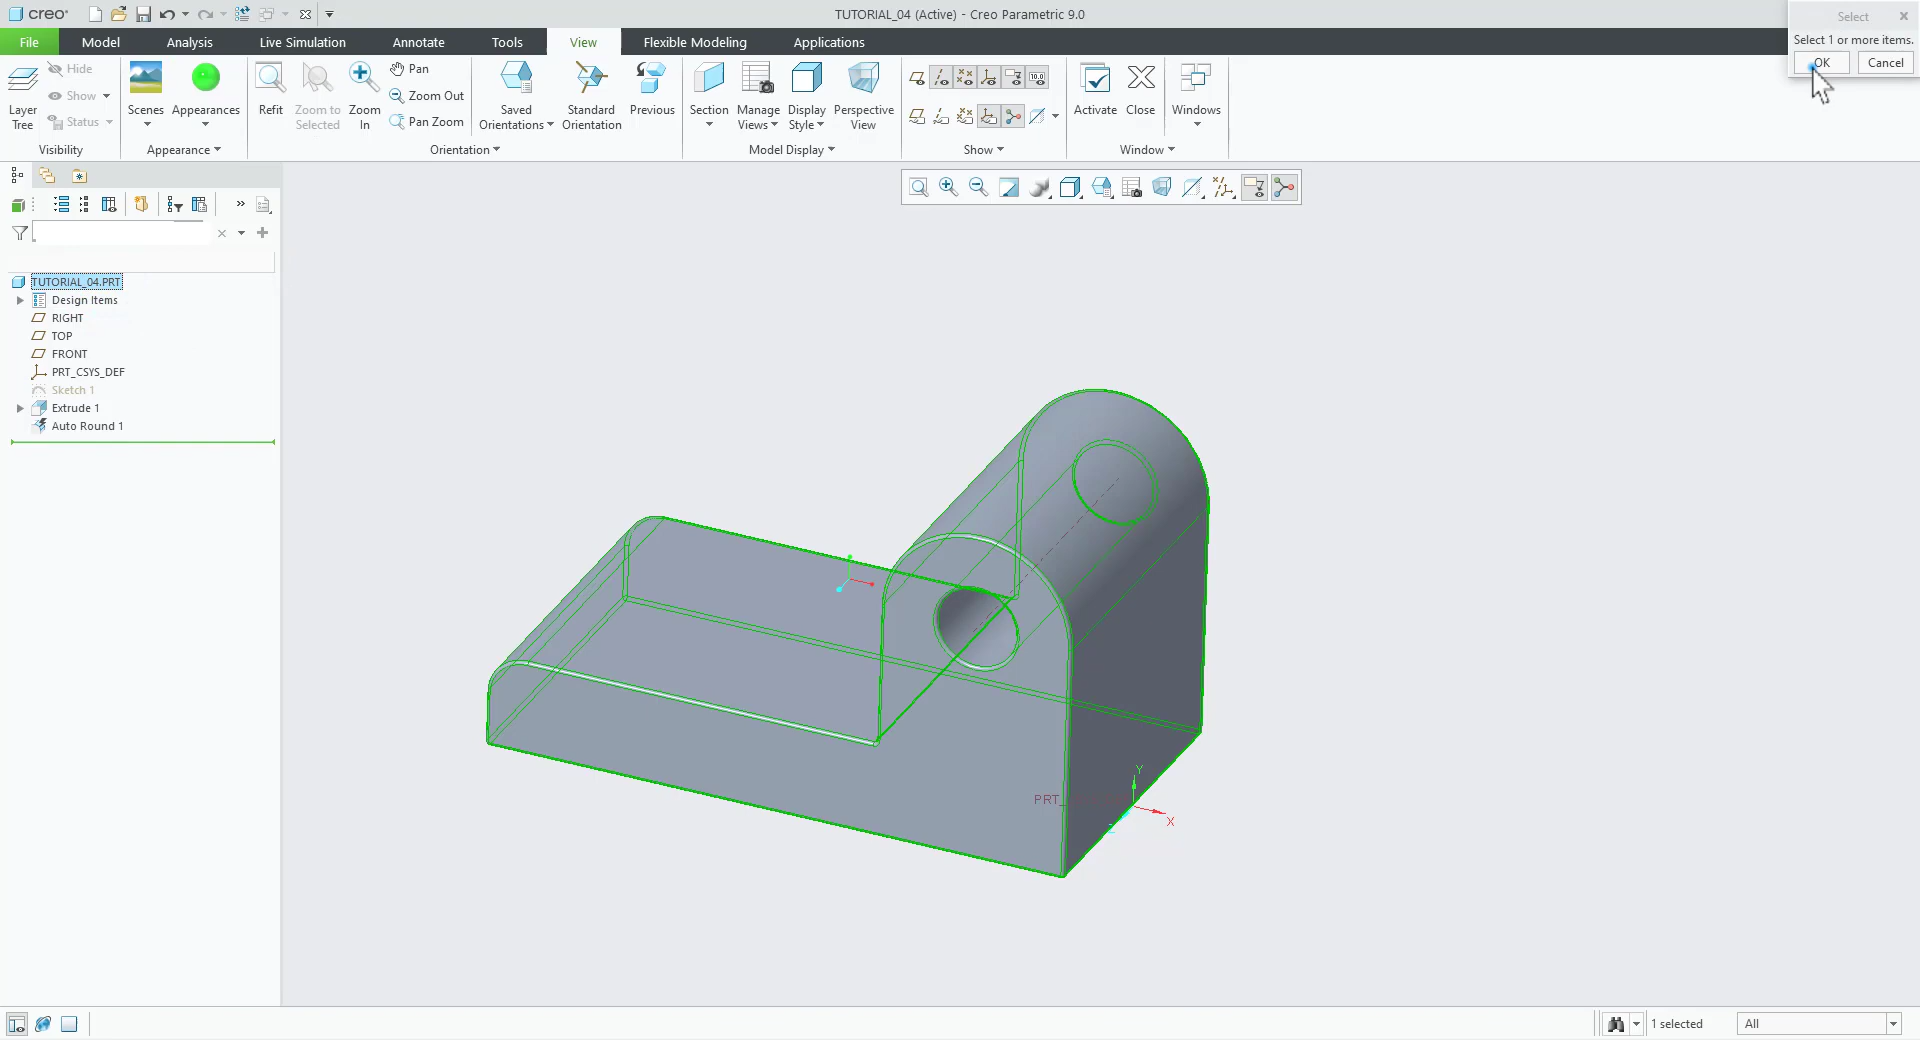 creo
TUTORIAL_04 (Active) - Creo Parametric 9.0
Select
Select 1 or more items.
OK
Cancel
File
Model
Analysis
Live Simulation
Annotate
Tools
View
Flexible Modeling
Applications
Layer
Tree
Hide
Show
Status
Visibility
Scenes
Appearances
Appearance
Refit
Zoom to
Selected
Zoom
In
Pan
Zoom Out
Pan Zoom
Saved
Orientations
Standard
Orientation
Previous
Orientation
Section
Manage
Views
Display
Style
Perspective
View
Model Display
10.0
Show
Activate
Close
Windows
Window
TUTORIAL_04.PRT
Design Items
RIGHT
TOP
FRONT
PRT_CSYS_DEF
Sketch 1
Extrude 1
Auto Round 1
PRT_
Y
X
1 selected
All